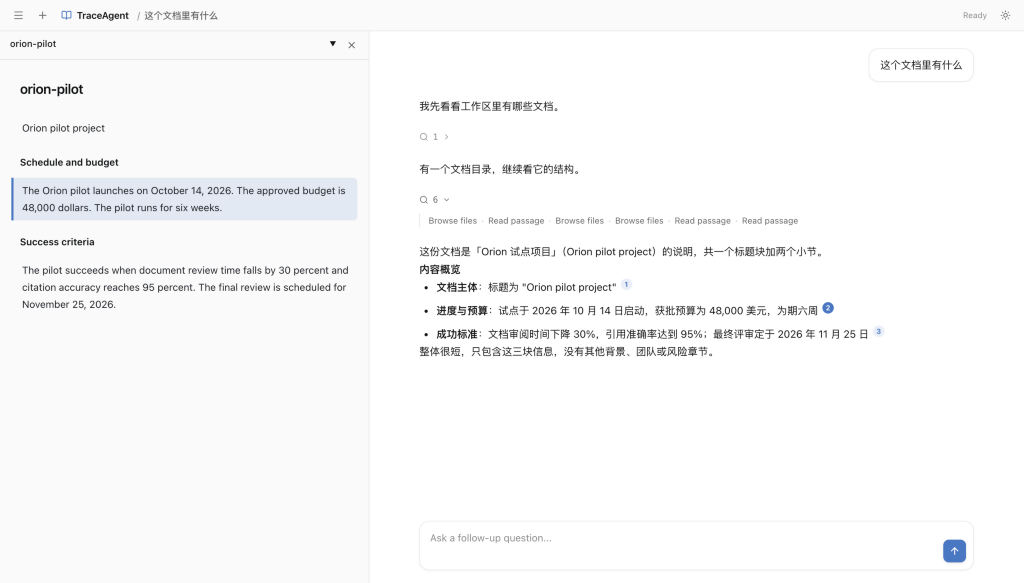 TraceAgent / 这个文档里有什么
Ready
orion-pilot
orion-pilot
Orion pilot project
Schedule and budget
The Orion pilot launches on October 14, 2026. The approved budget is
48,000 dollars. The pilot runs for six weeks.
Success criteria
The pilot succeeds when document review time falls by 30 percent and
citation accuracy reaches 95 percent. The final review is scheduled for
November 25, 2026.
这个文档里有什么
我先看看工作区里有哪些文档。
1
有一个文档目录，继续看它的结构。
6
Browse files · Read passage · Browse files · Browse files · Read passage · Read passage
这份文档是「Orion 试点项目」（Orion pilot project）的说明，共一个标题块加两个小节。
内容概览
• 文档主体：标题为 "Orion pilot project" 1
• 进度与预算：试点于 2026 年 10 月 14 日启动，获批预算为 48,000 美元，为期六周 2
• 成功标准：文档审阅时间下降 30%，引用准确率达到 95%；最终评审定于 2026 年 11 月 25 日 3
整体很短，只包含这三块信息，没有其他背景、团队或风险章节。
Ask a follow-up question...